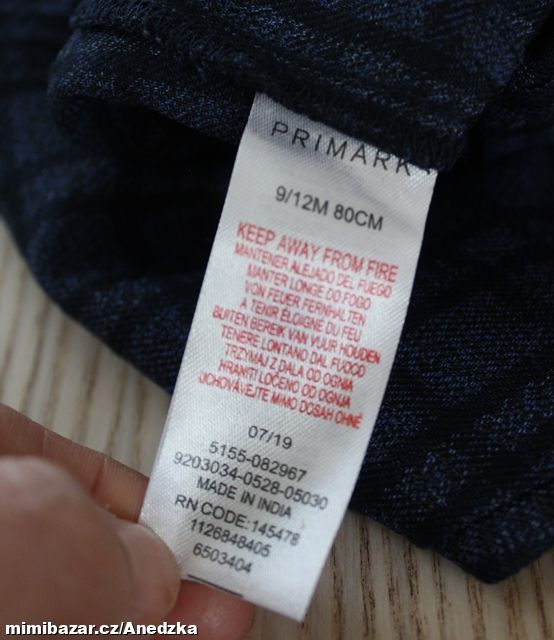 PRIMARK
9/12M 80CM
KEEP AWAY FROM FIRE
MANTENER ALEJADO DEL FUEGO
MANTER LONGE DO FOGO
VON FEUER FERNHALTEN
A TENIR ÉLOIGNE DU FEU
BUITEN BEREIK VAN VUUR HOUDEN
TENERE LONTANO DAL FUOCO
TRZYMAJ Z DALA OD OGNIA
HRANITI LOČENO OD OGNJA
UCHOVÁVEJTE MIMO DOSAH OHNĚ
07/19
5155-082967
9203034-0528-05030
MADE IN INDIA
RN CODE:145478
1126848405
6503404
mimibazar.cz/Anedzka